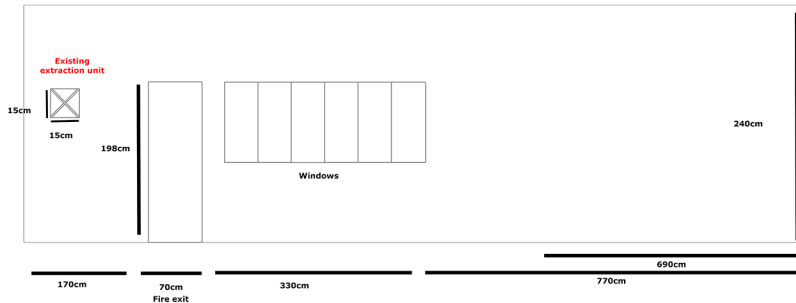 Existing
extraction unit
15cm
15cm
198cm
240cm
Windows
690cm
170cm
70cm
330cm
770cm
Fire exit